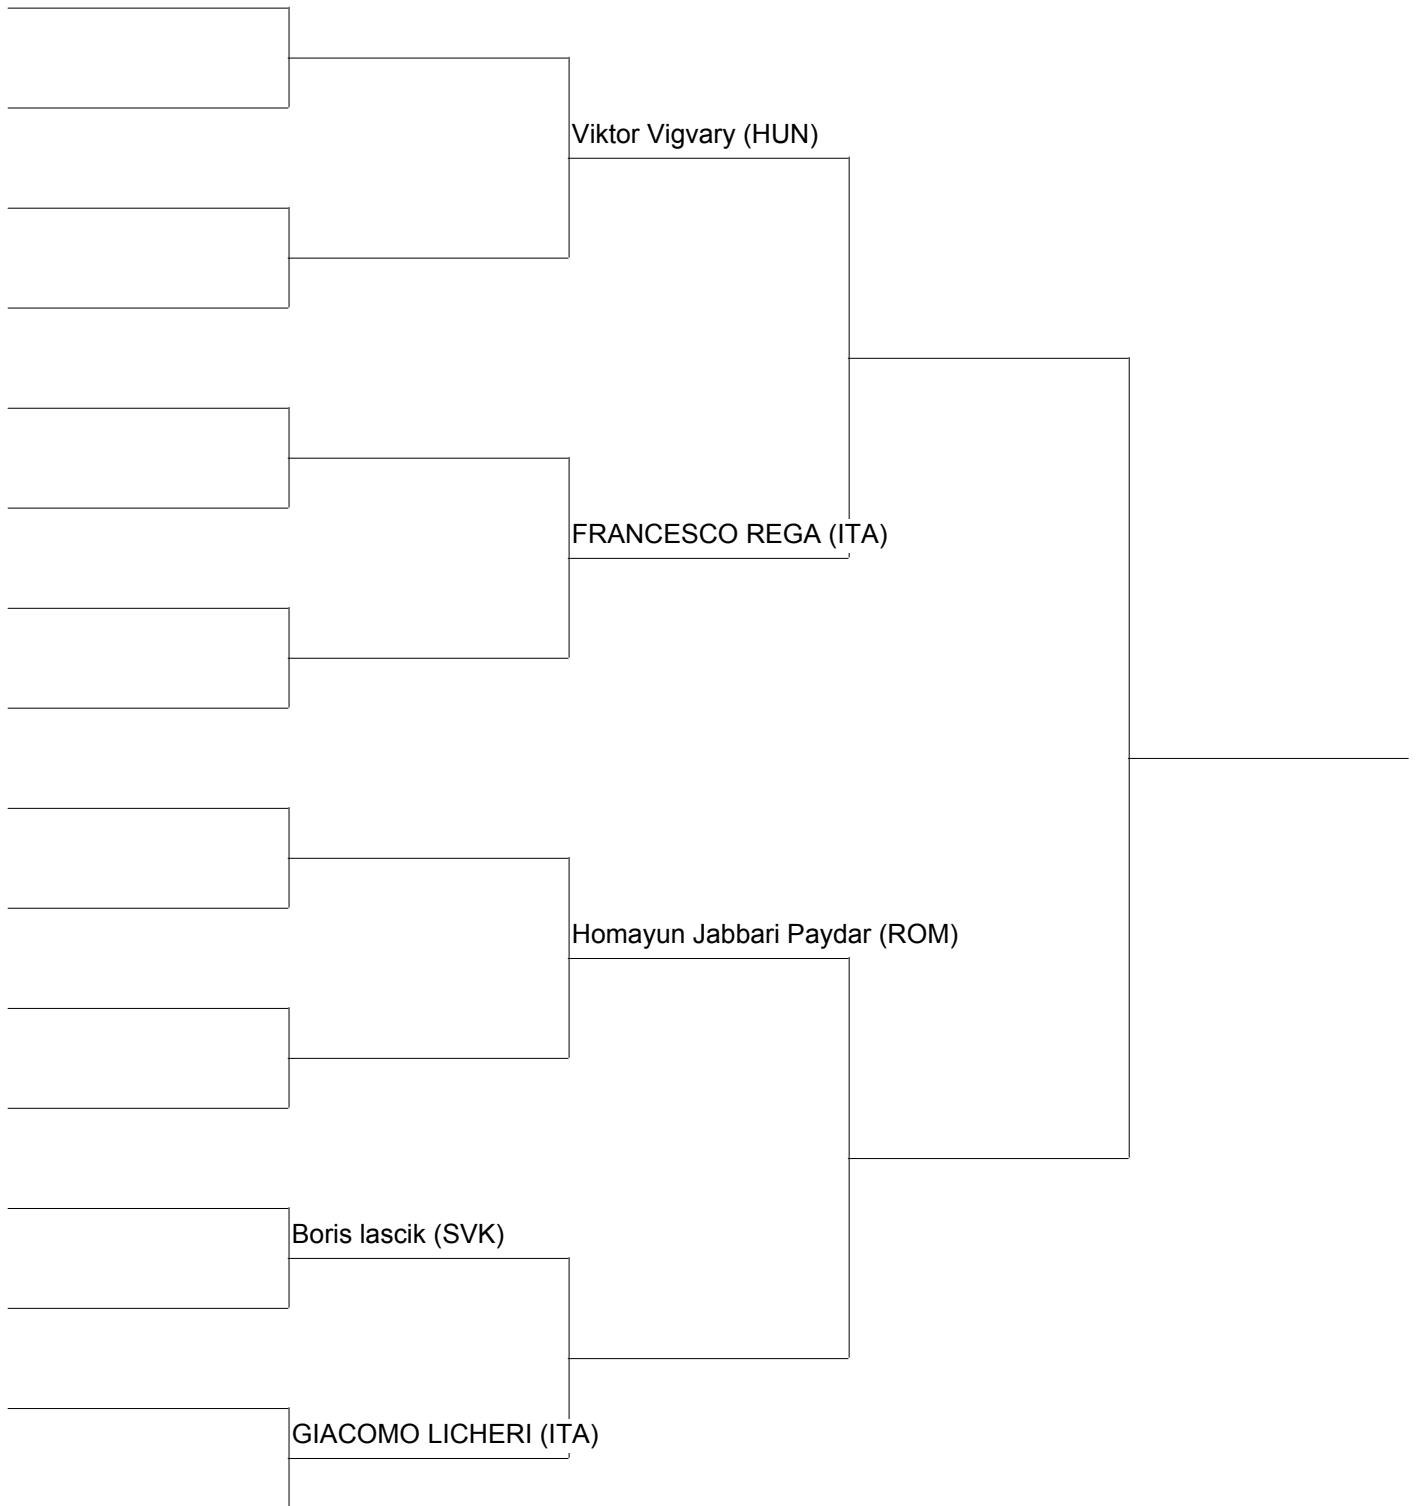 Viktor Vigvary (HUN)
FRANCESCO REGA (ITA)
Homayun Jabbari Paydar (ROM)
Boris lascik (SVK)
GIACOMO LICHERI (ITA)